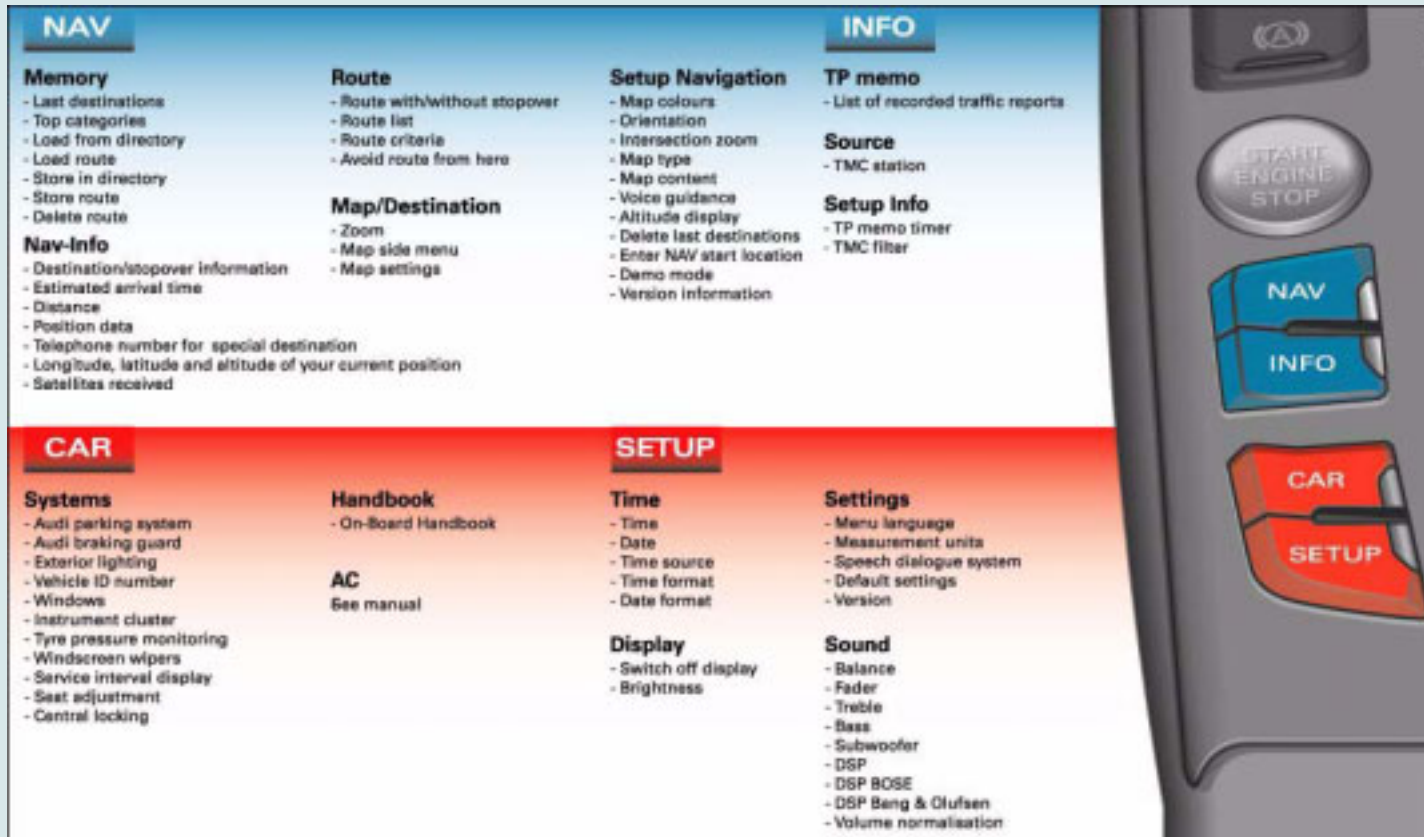 NAV
Memory
- Last destinations
- Top categories
- Load from directory
- Load route
- Store in directory
- Store route
- Delete route
Nav-Info
- Destination/stopover information
- Estimated arrival time
- Distance
- Position data
- Telephone number for special destination
- Longitude, latitude and altitude of your current position
- Satellites received
Route
- Route with/without stopover
- Route list
- Route criteria
- Avoid route from here
Map/Destination
- Zoom
- Map side menu
- Map settings
Setup Navigation
- Map colours
- Orientation
- Intersection zoom
- Map type
- Map content
- Voice guidance
- Altitude display
- Delete last destinations
- Enter NAV start location
- Demo mode
- Version information
INFO
TP memo
- List of recorded traffic reports
Source
- TMC station
Setup Info
- TP memo timer
- TMC filter
CAR
Systems
- Audi parking system
- Audi braking guard
- Exterior lighting
- Vehicle ID number
- Windows
- Instrument cluster
- Tyre pressure monitoring
- Windscreen wipers
- Service interval display
- Seat adjustment
- Central locking
Handbook
- On-Board Handbook
AC
See manual
SETUP
Time
- Time
- Date
- Time source
- Time format
- Date format
Display
- Switch off display
- Brightness
Settings
- Menu language
- Measurement units
- Speech dialogue system
- Default settings
- Version
Sound
- Balance
- Fader
- Treble
- Bass
- Subwoofer
- DSP
- DSP BOSE
- DSP Bang & Olufsen
- Volume normalisation
(A)
START
ENGINE
STOP
NAV
INFO
CAR
SETUP